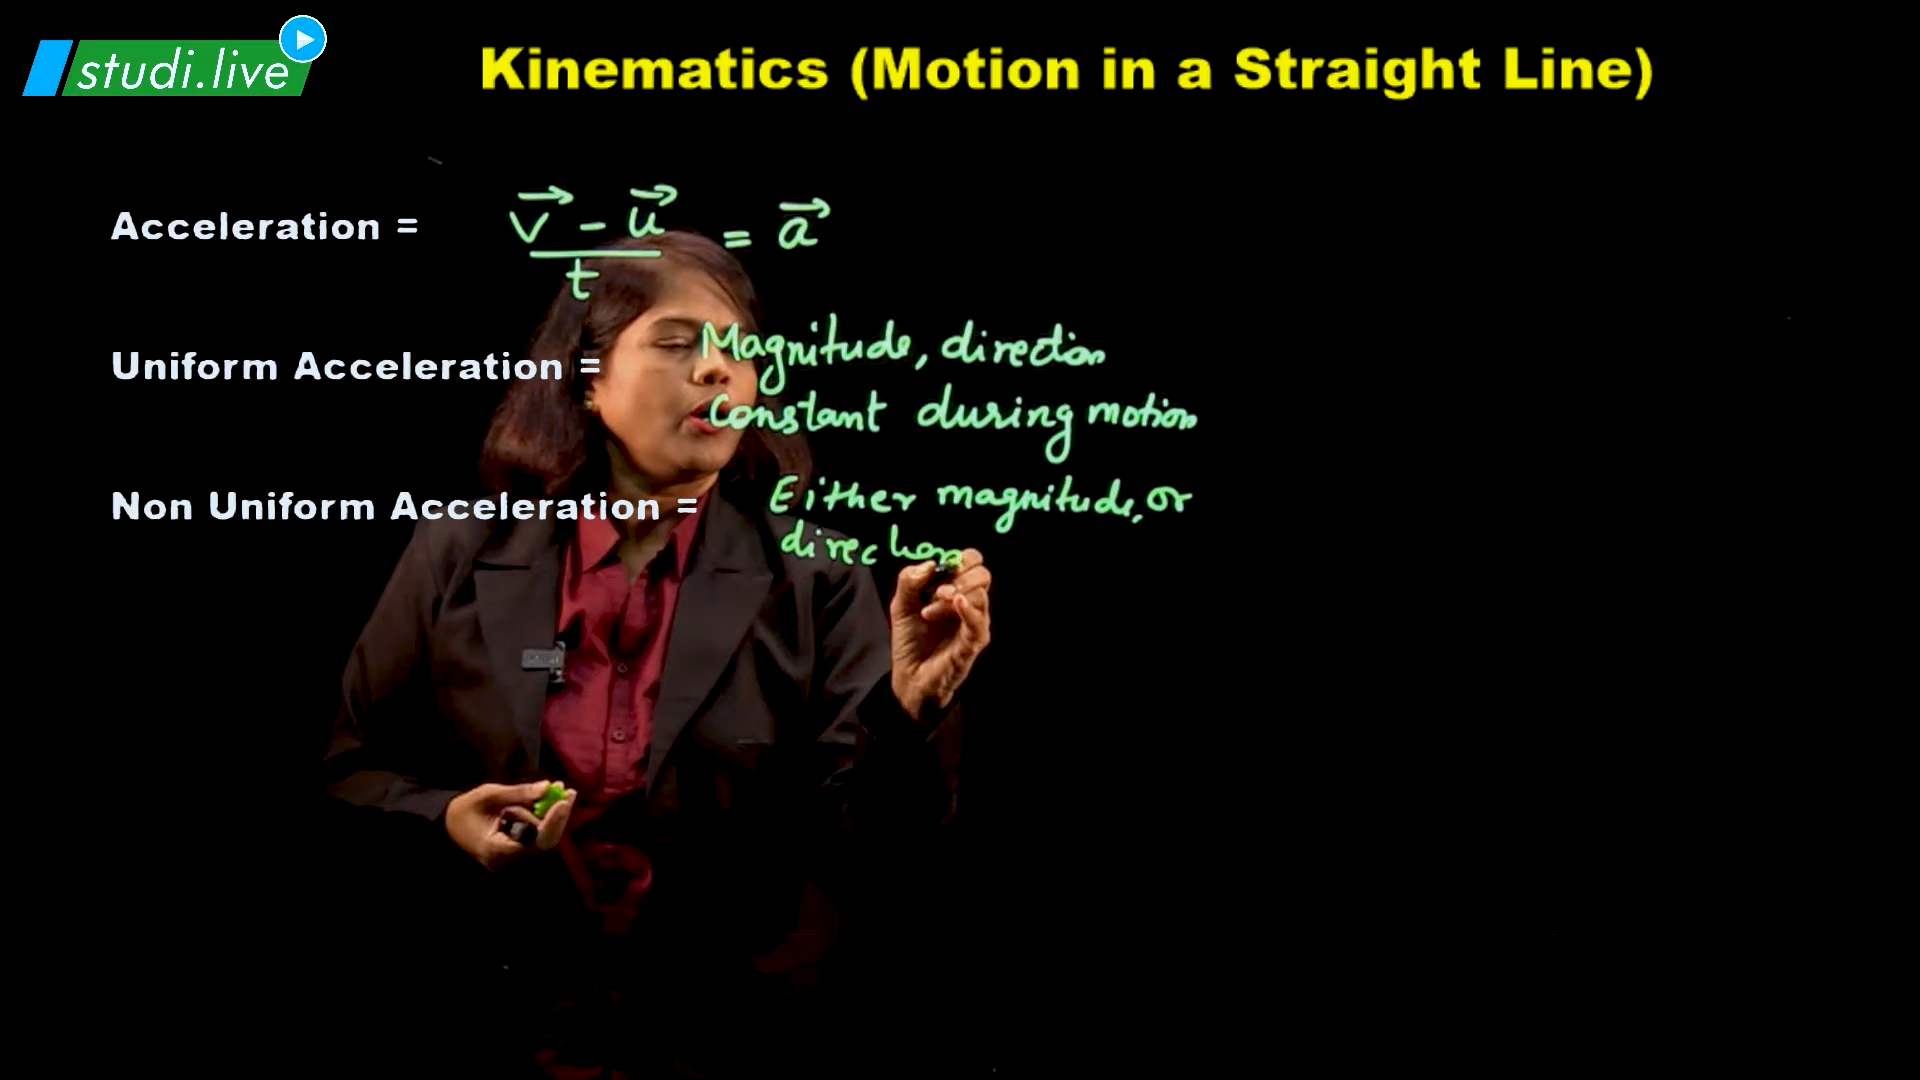 studi.live
Kinematics (Motion in a Straight Line)
Acceleration = v⃗ - u⃗ / t = a⃗
Uniform Acceleration = Magnitude, direction
Constant during motion
Non Uniform Acceleration = Either magnitude, or
direction